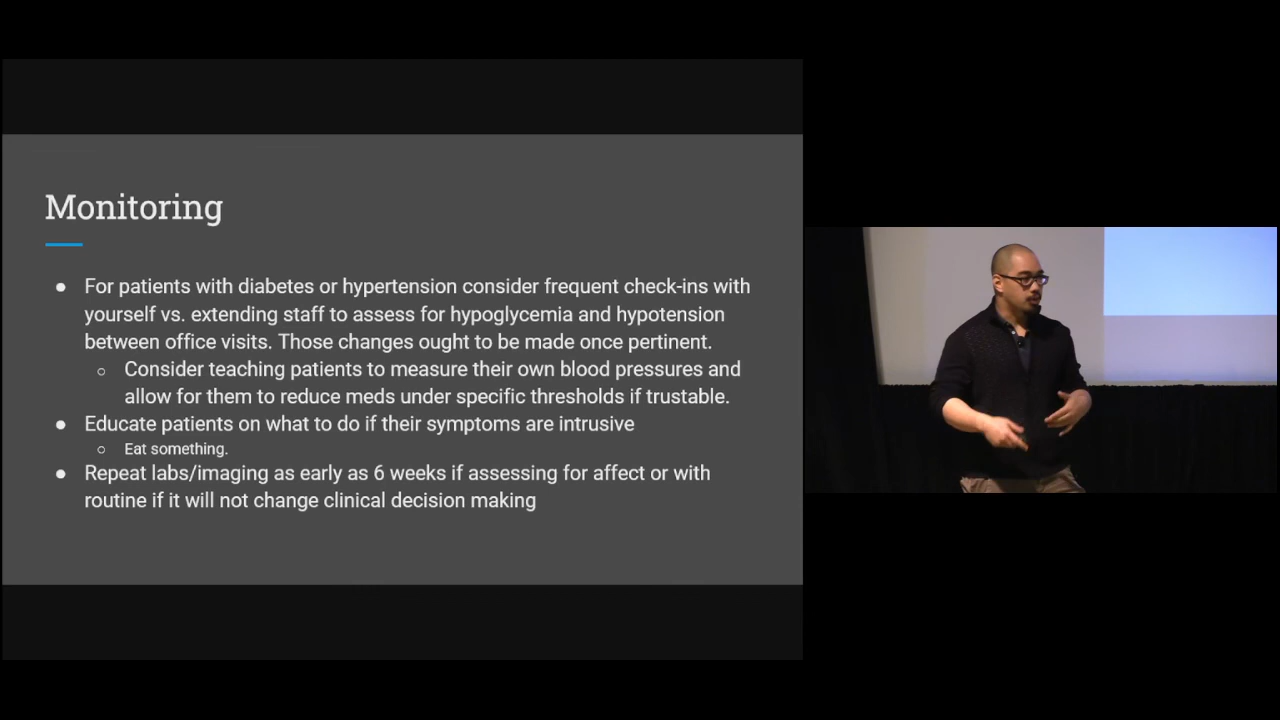 Monitoring
● For patients with diabetes or hypertension consider frequent check-ins with
yourself vs. extending staff to assess for hypoglycemia and hypotension
between office visits. Those changes ought to be made once pertinent.
○ Consider teaching patients to measure their own blood pressures and
allow for them to reduce meds under specific thresholds if trustable.
● Educate patients on what to do if their symptoms are intrusive
○ Eat something.
● Repeat labs/imaging as early as 6 weeks if assessing for affect or with
routine if it will not change clinical decision making